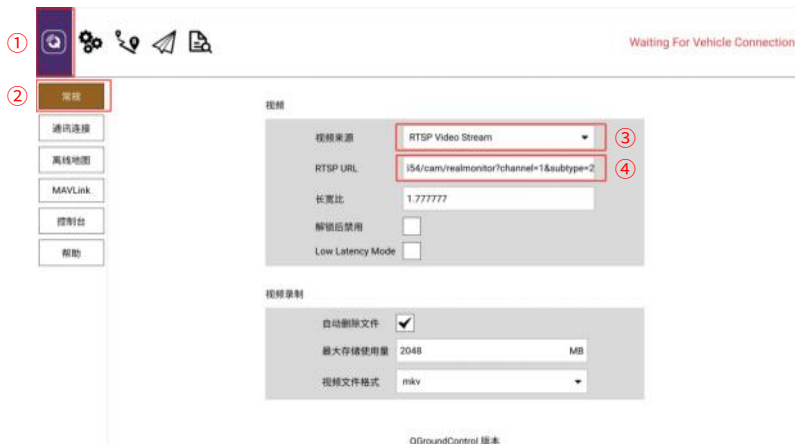 ①
Waiting For Vehicle Connection
②
常规
通讯连接
离线地图
MAVLink
控制台
帮助
视频
视频来源 RTSP Video Stream ③
RTSP URL i54/cam/realmonitor?channel=1&subtype=2 ④
长宽比 1.777777
解锁后禁用
Low Latency Mode
视频录制
自动删除文件
最大存储使用量 2048 MB
视频文件格式 mkv
QGroundControl 版本